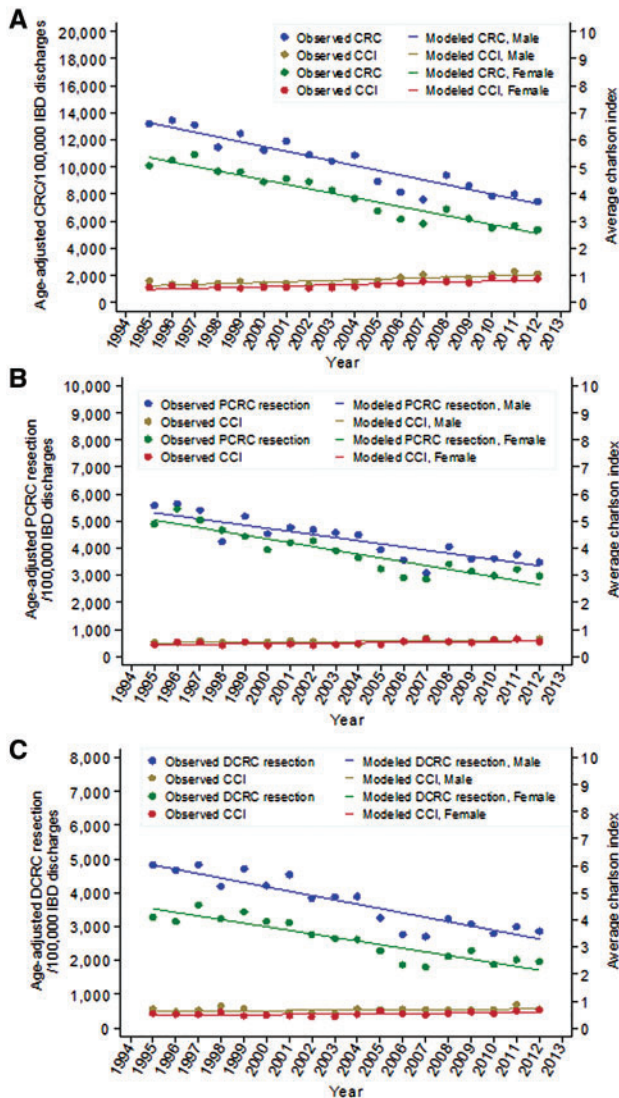 A
Age-adjusted CRC/100,000 IBD discharges
20,000
18,000
16,000
14,000
12,000
10,000
8,000
6,000
4,000
2,000
0
Observed CRC
Modeled CRC, Male
Observed CCI
Modeled CCI, Male
Observed CRC
Modeled CRC, Female
Observed CCI
Modeled CCI, Female
10
9
8
7
6
5
4
3
2
1
0
Average charlson index
1994 1995 1996 1997 1998 1999 2000 2001 2002 2003 2004 2005 2006 2007 2008 2009 2010 2011 2012 2013
Year
B
Age-adjusted PCRC resection
/100,000 IBD discharges
10,000
9,000
8,000
7,000
6,000
5,000
4,000
3,000
2,000
1,000
0
Observed PCRC resection
Modeled PCRC resection, Male
Observed CCI
Modeled CCI, Male
Observed PCRC resection
Modeled PCRC resection, Female
Observed CCI
Modeled CCI, Female
10
9
8
7
6
5
4
3
2
1
0
Average charlson index
1994 1995 1996 1997 1998 1999 2000 2001 2002 2003 2004 2005 2006 2007 2008 2009 2010 2011 2012 2013
Year
C
Age-adjusted DCRC resection
/100,000 IBD discharges
8,000
7,000
6,000
5,000
4,000
3,000
2,000
1,000
0
Observed DCRC resection
Modeled DCRC resection, Male
Observed CCI
Modeled CCI, Male
Observed DCRC resection
Modeled DCRC resection, Female
Observed CCI
Modeled CCI, Female
10
9
8
7
6
5
4
3
2
1
0
Average charlson index
1994 1995 1996 1997 1998 1999 2000 2001 2002 2003 2004 2005 2006 2007 2008 2009 2010 2011 2012 2013
Year